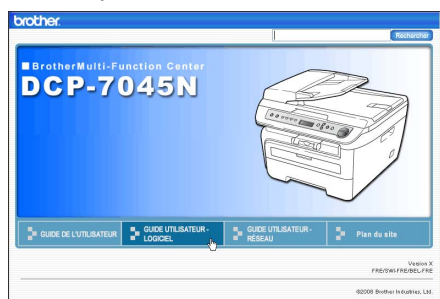 brother.
Rechercher
BrotherMulti-Function Center
DCP-7045N
GUIDE DE L'UTILISATEUR
GUIDE UTILISATEUR -
LOGICIEL
GUIDE UTILISATEUR -
RÉSEAU
Plan du site
Version X
FRE/SWI-FRE/BEL-FRE
©2008 Brother Industries, Ltd.